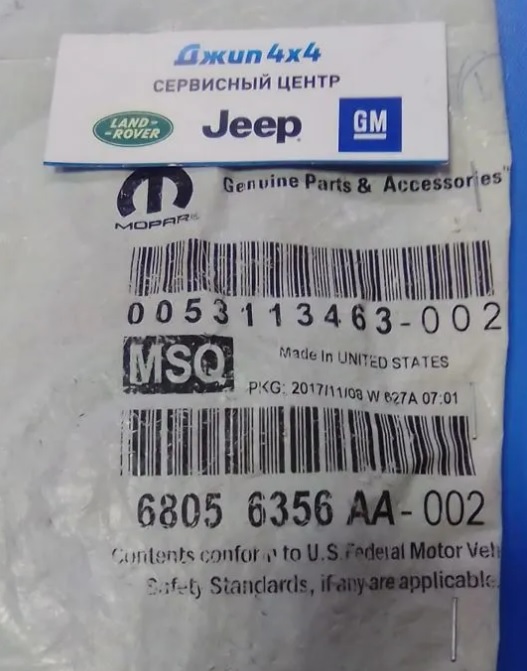 Джип 4x4
СЕРВИСНЫЙ ЦЕНТР
LAND-
-ROVER
Jeep
GM
MOPAR®
Genuine Parts & Accessories"
0053113463-002
MSQ
Made in UNITED STATES
PKG: 2017/11/08 W 627A 07:01
6805 6356 AA-002
Contents conform to U.S. Federal Motor Veh
Safety Standards, if any are applicable.